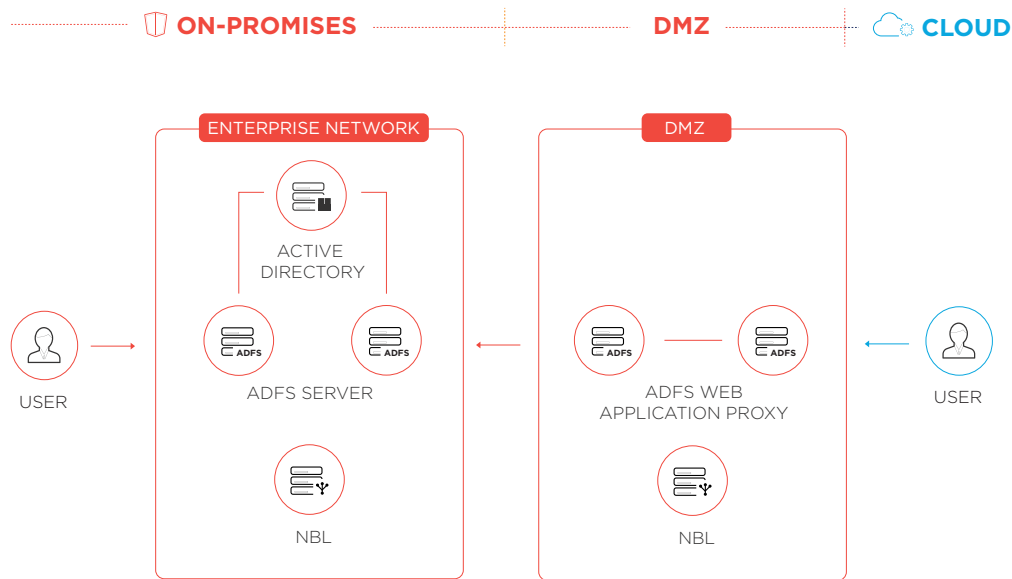 ON-PROMISES
DMZ
CLOUD
ENTERPRISE NETWORK
DMZ
ACTIVE
DIRECTORY
ADFS
ADFS
ADFS
ADFS
USER
ADFS SERVER
ADFS WEB
APPLICATION PROXY
USER
NBL
NBL